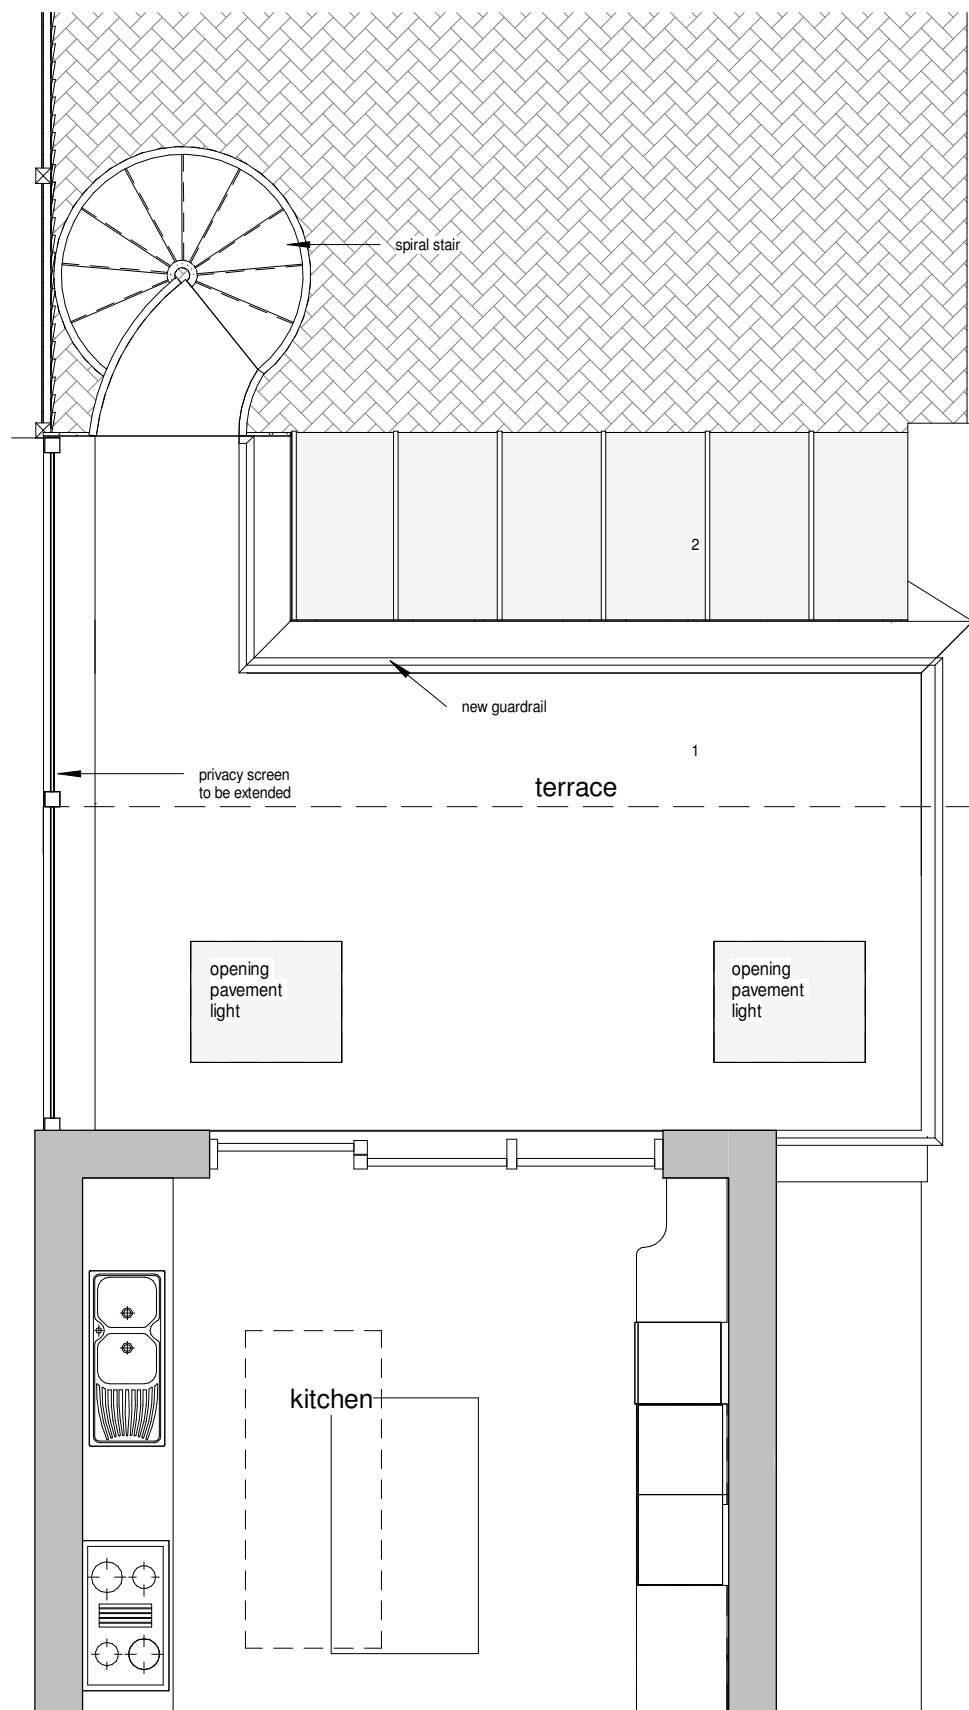 spiral stair
2
new guardrail
1
terrace
privacy screen
to be extended
opening
pavement
light
opening
pavement
light
kitchen